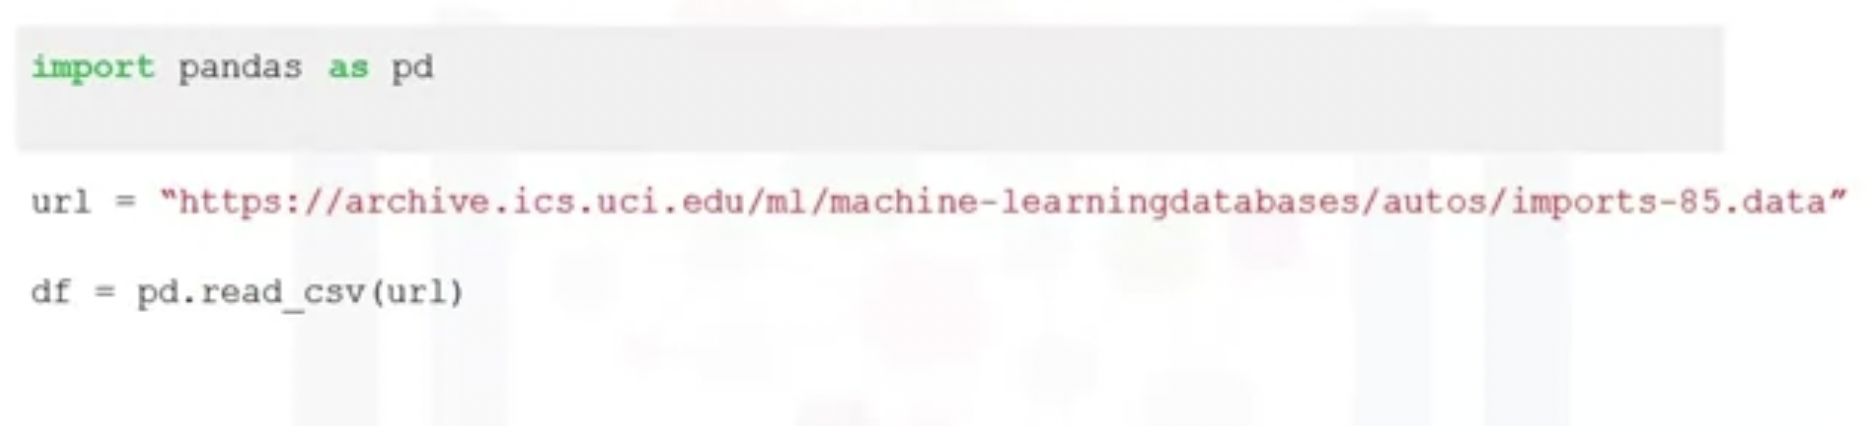 import pandas as pd
url = "https://archive.ics.uci.edu/ml/machine-learningdatabases/autos/imports-85.data"
df = pd.read_csv(url)